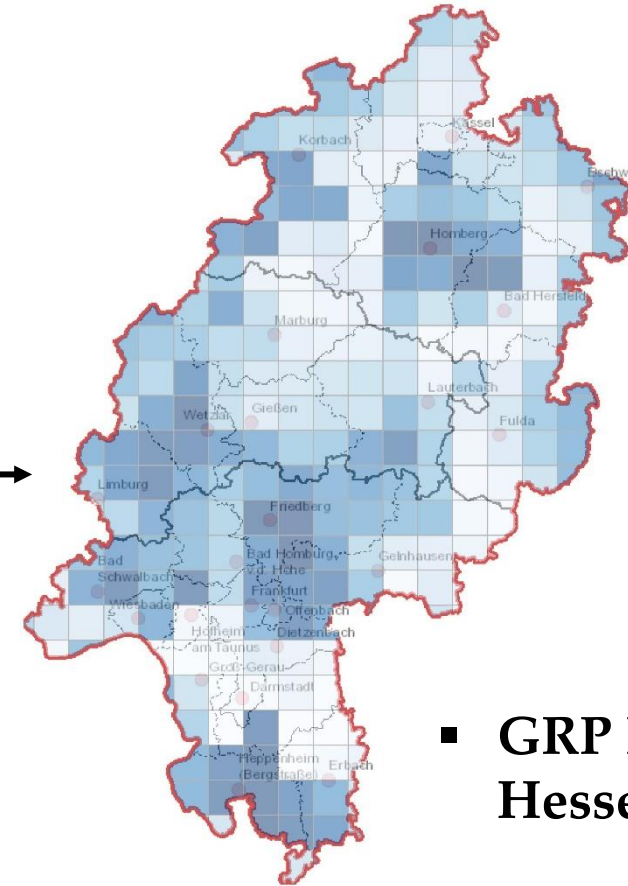 Kassel
Korbach
Homberg
Bad Hersfeld
Marburg
Lauterbach
Wetzlar
Gießen
Fulda
Limburg
Friedberg
Bad
Schwalbach
Bad Homburg
v.d. Höhe
Gelnhausen
Wiesbaden
Frankfurt
Offenbach
Hofheim
am Taunus
Dietzenbach
Groß-Gerau
Darmstadt
Heppenheim
(Bergstraße)
Erbach
▪ GRP
Hesse